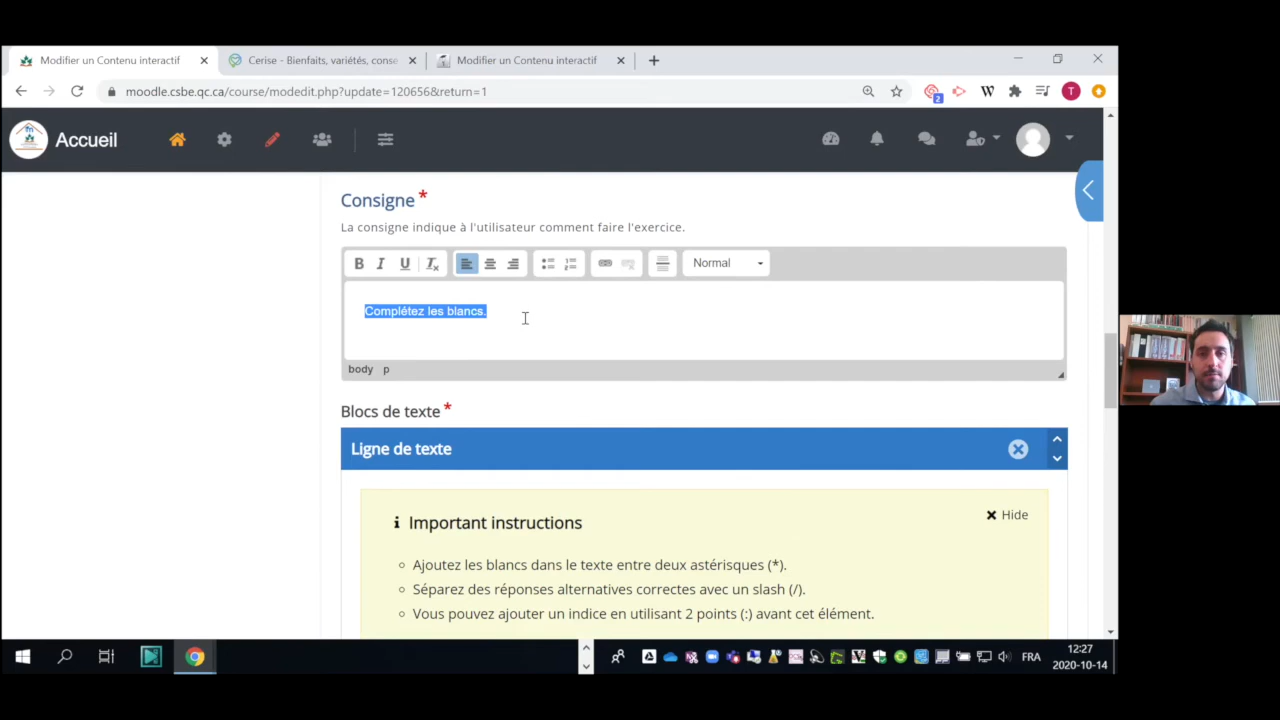 Modifier un Contenu interactif
Cerise - Bienfaits, variétés, conse
Modifier un Contenu interactif
moodle.csbe.qc.ca/course/modedit.php?update=120656&return=1
2
T
Accueil
Consigne *
La consigne indique à l'utilisateur comment faire l'exercice.
B I U Tx
Normal
Complétez les blancs.
body p
Blocs de texte *
Ligne de texte
Important instructions
Hide
Ajoutez les blancs dans le texte entre deux astérisques (*).
Séparez des réponses alternatives correctes avec un slash (/).
Vous pouvez ajouter un indice en utilisant 2 points (:) avant cet élément.
FRA
12:27
2020-10-14